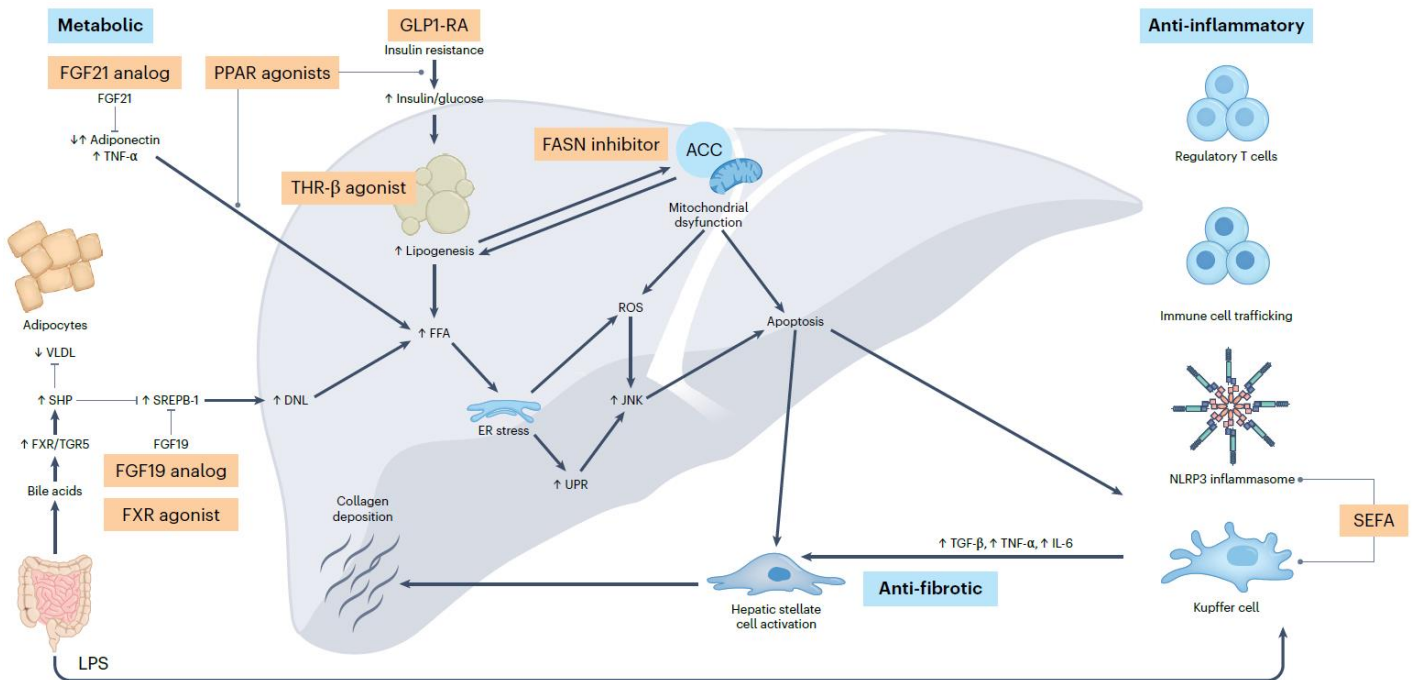 Metabolic
GLP1-RA
Anti-inflammatory
Insulin resistance
FGF21 analog
PPAR agonists
FGF21
↑ Insulin/glucose
↓↑ Adiponectin
↑ TNF-α
FASN inhibitor
ACC
Regulatory T cells
THR-β agonist
Mitochondrial
dsyfunction
↑ Lipogenesis
Adipocytes
ROS
Apoptosis
Immune cell trafficking
↑ FFA
↓ VLDL
↑ SHP
↑ SREPB-1
↑ DNL
↑ JNK
ER stress
↑ FXR/TGR5
FGF19
FGF19 analog
↑ UPR
NLRP3 inflammasome
Bile acids
FXR agonist
Collagen
deposition
SEFA
↑ TGF-β, ↑ TNF-α, ↑ IL-6
Anti-fibrotic
Hepatic stellate
cell activation
Kupffer cell
LPS